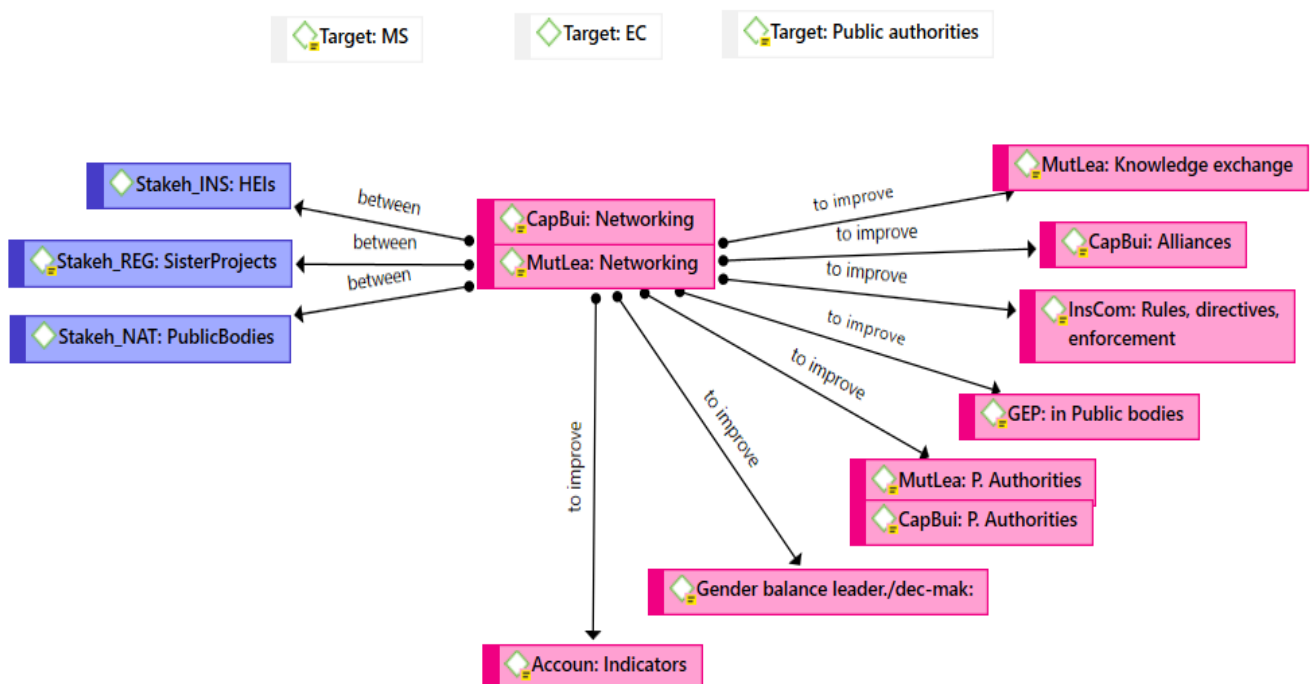 Target: MS
Target: EC
Target: Public authorities
Stakeh_INS: HEIs
Stakeh_REG: SisterProjects
Stakeh_NAT: PublicBodies
between
between
between
CapBui: Networking
MutLea: Networking
to improve
to improve
to improve
to improve
to improve
to improve
to improve
MutLea: Knowledge exchange
CapBui: Alliances
InsCom: Rules, directives,
enforcement
GEP: in Public bodies
MutLea: P. Authorities
CapBui: P. Authorities
Gender balance leader./dec-mak:
Accoun: Indicators